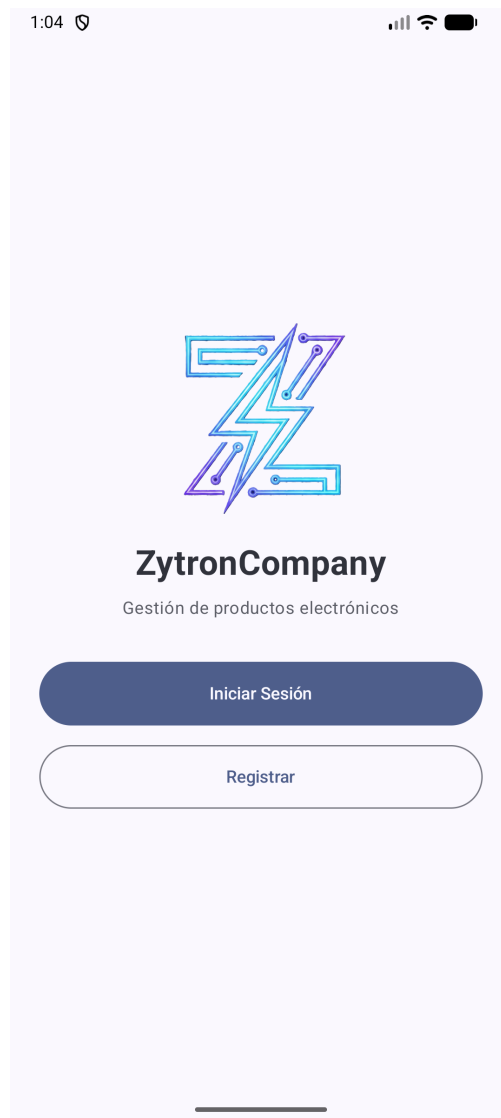 1:04
ZytronCompany
Gestión de productos electrónicos
Iniciar Sesión
Registrar